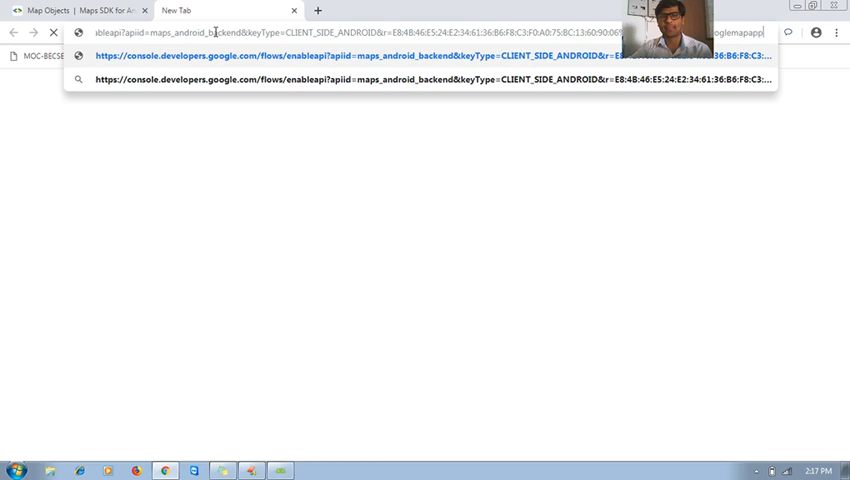 Map Objects | Maps SDK for An
New Tab
ableapi?apiid=maps_android_backend&keyType=CLIENT_SIDE_ANDROID&r=E8:4B:46:E5:24:E2:34:61:36:B6:F8:C3:F0:A0:75:BC:13:60:90:06 oglemapapp
MOC-BECSE
https://console.developers.google.com/flows/enableapi?apiid=maps_android_backend&keyType=CLIENT_SIDE_ANDROID&r=E8:4B:46:E5:24:E2:34:61:36:B6:F8:C3:...
https://console.developers.google.com/flows/enableapi?apiid=maps_android_backend&keyType=CLIENT_SIDE_ANDROID&r=E8:4B:46:E5:24:E2:34:61:36:B6:F8:C3:...
2:17 PM